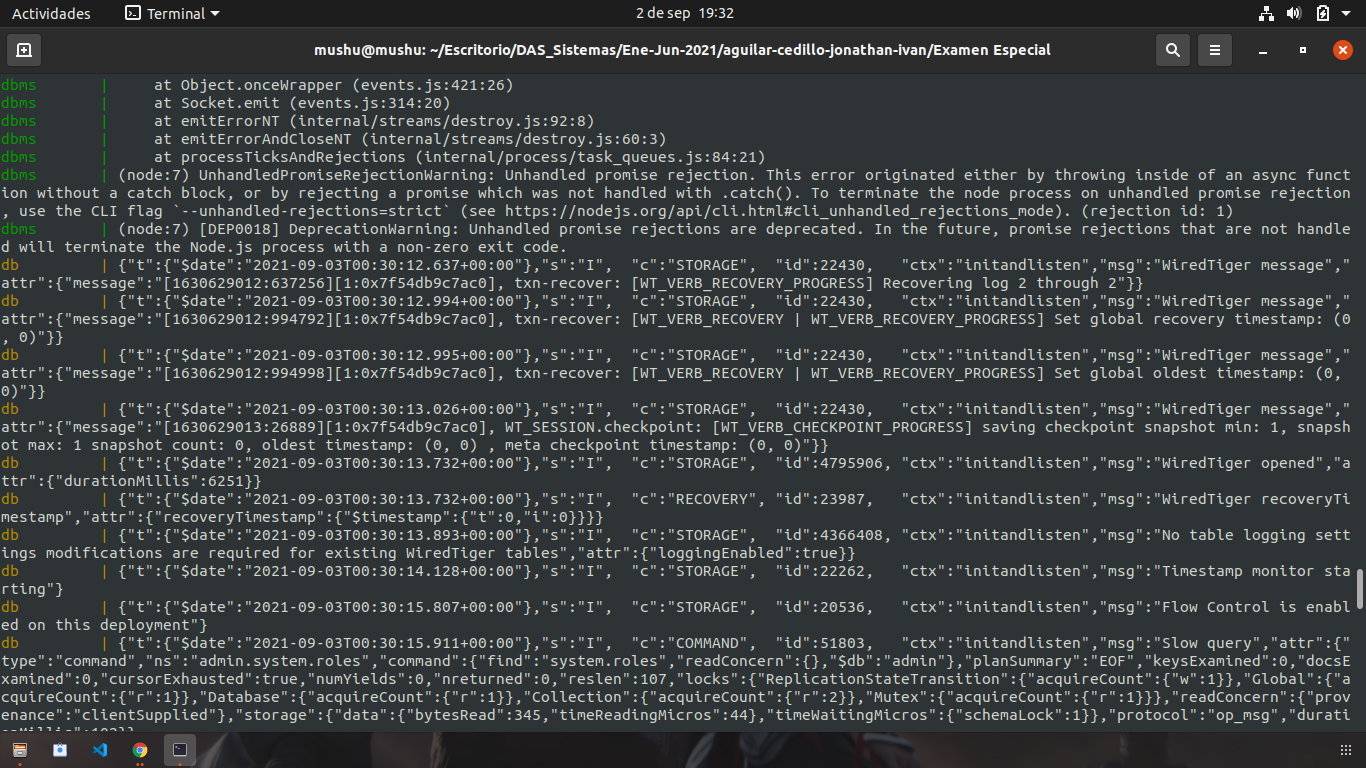 Actividades Terminal 2 de sep 19:32
mushu@mushu: ~/Escritorio/DAS_Sistemas/Ene-Jun-2021/aguilar-cedillo-jonathan-ivan/Examen Especial
dbms | at Object.onceWrapper (events.js:421:26)
dbms | at Socket.emit (events.js:314:20)
dbms | at emitErrorNT (internal/streams/destroy.js:92:8)
dbms | at emitErrorAndCloseNT (internal/streams/destroy.js:60:3)
dbms | at processTicksAndRejections (internal/process/task_queues.js:84:21)
dbms | (node:7) UnhandledPromiseRejectionWarning: Unhandled promise rejection. This error originated either by throwing inside of an async funct
ion without a catch block, or by rejecting a promise which was not handled with .catch(). To terminate the node process on unhandled promise rejection
, use the CLI flag `--unhandled-rejections=strict` (see https://nodejs.org/api/cli.html#cli_unhandled_rejections_mode). (rejection id: 1)
dbms | (node:7) [DEP0018] DeprecationWarning: Unhandled promise rejections are deprecated. In the future, promise rejections that are not handle
d will terminate the Node.js process with a non-zero exit code.
db | {"t":{"$date":"2021-09-03T00:30:12.637+00:00"},"s":"I", "c":"STORAGE", "id":22430, "ctx":"initandlisten","msg":"WiredTiger message","
attr":{"message":"[1630629012:637256][1:0x7f54db9c7ac0], txn-recover: [WT_VERB_RECOVERY_PROGRESS] Recovering log 2 through 2"}}
db | {"t":{"$date":"2021-09-03T00:30:12.994+00:00"},"s":"I", "c":"STORAGE", "id":22430, "ctx":"initandlisten","msg":"WiredTiger message","
attr":{"message":"[1630629012:994792][1:0x7f54db9c7ac0], txn-recover: [WT_VERB_RECOVERY | WT_VERB_RECOVERY_PROGRESS] Set global recovery timestamp: (0
, 0)"}}
db | {"t":{"$date":"2021-09-03T00:30:12.995+00:00"},"s":"I", "c":"STORAGE", "id":22430, "ctx":"initandlisten","msg":"WiredTiger message","
attr":{"message":"[1630629012:994998][1:0x7f54db9c7ac0], txn-recover: [WT_VERB_RECOVERY | WT_VERB_RECOVERY_PROGRESS] Set global oldest timestamp: (0,
0)"}}
db | {"t":{"$date":"2021-09-03T00:30:13.026+00:00"},"s":"I", "c":"STORAGE", "id":22430, "ctx":"initandlisten","msg":"WiredTiger message","
attr":{"message":"[1630629013:26889][1:0x7f54db9c7ac0], WT_SESSION.checkpoint: [WT_VERB_CHECKPOINT_PROGRESS] saving checkpoint snapshot min: 1, snapsh
ot max: 1 snapshot count: 0, oldest timestamp: (0, 0) , meta checkpoint timestamp: (0, 0)"}}
db | {"t":{"$date":"2021-09-03T00:30:13.732+00:00"},"s":"I", "c":"STORAGE", "id":4795906, "ctx":"initandlisten","msg":"WiredTiger opened","a
ttr":{"durationMillis":6251}}
db | {"t":{"$date":"2021-09-03T00:30:13.732+00:00"},"s":"I", "c":"RECOVERY", "id":23987, "ctx":"initandlisten","msg":"WiredTiger recoveryTi
mestamp","attr":{"recoveryTimestamp":{"$timestamp":{"t":0,"i":0}}}}
db | {"t":{"$date":"2021-09-03T00:30:13.893+00:00"},"s":"I", "c":"STORAGE", "id":4366408, "ctx":"initandlisten","msg":"No table logging sett
ings modifications are required for existing WiredTiger tables","attr":{"loggingEnabled":true}}
db | {"t":{"$date":"2021-09-03T00:30:14.128+00:00"},"s":"I", "c":"STORAGE", "id":22262, "ctx":"initandlisten","msg":"Timestamp monitor sta
rting"}
db | {"t":{"$date":"2021-09-03T00:30:15.807+00:00"},"s":"I", "c":"STORAGE", "id":20536, "ctx":"initandlisten","msg":"Flow Control is enabl
ed on this deployment"}
db | {"t":{"$date":"2021-09-03T00:30:15.911+00:00"},"s":"I", "c":"COMMAND", "id":51803, "ctx":"initandlisten","msg":"Slow query","attr":{"
type":"command","ns":"admin.system.roles","command":{"find":"system.roles","readConcern":{},"$db":"admin"},"planSummary":"EOF","keysExamined":0,"docsE
xamined":0,"cursorExhausted":true,"numYields":0,"nreturned":0,"reslen":107,"locks":{"ReplicationStateTransition":{"acquireCount":{"w":1}},"Global":{"a
cquireCount":{"r":1}},"Database":{"acquireCount":{"r":1}},"Collection":{"acquireCount":{"r":2}},"Mutex":{"acquireCount":{"r":1}}},"readConcern":{"prov
enance":"clientSupplied"},"storage":{"data":{"bytesRead":345,"timeReadingMicros":44},"timeWaitingMicros":{"schemaLock":1}},"protocol":"op_msg","durati